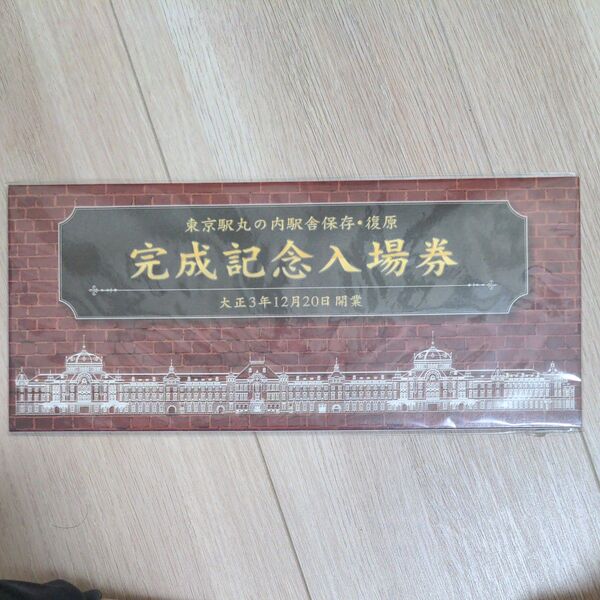 東京駅丸の内駅舎保存・復原
完成記念入場券
大正3年12月20日開業